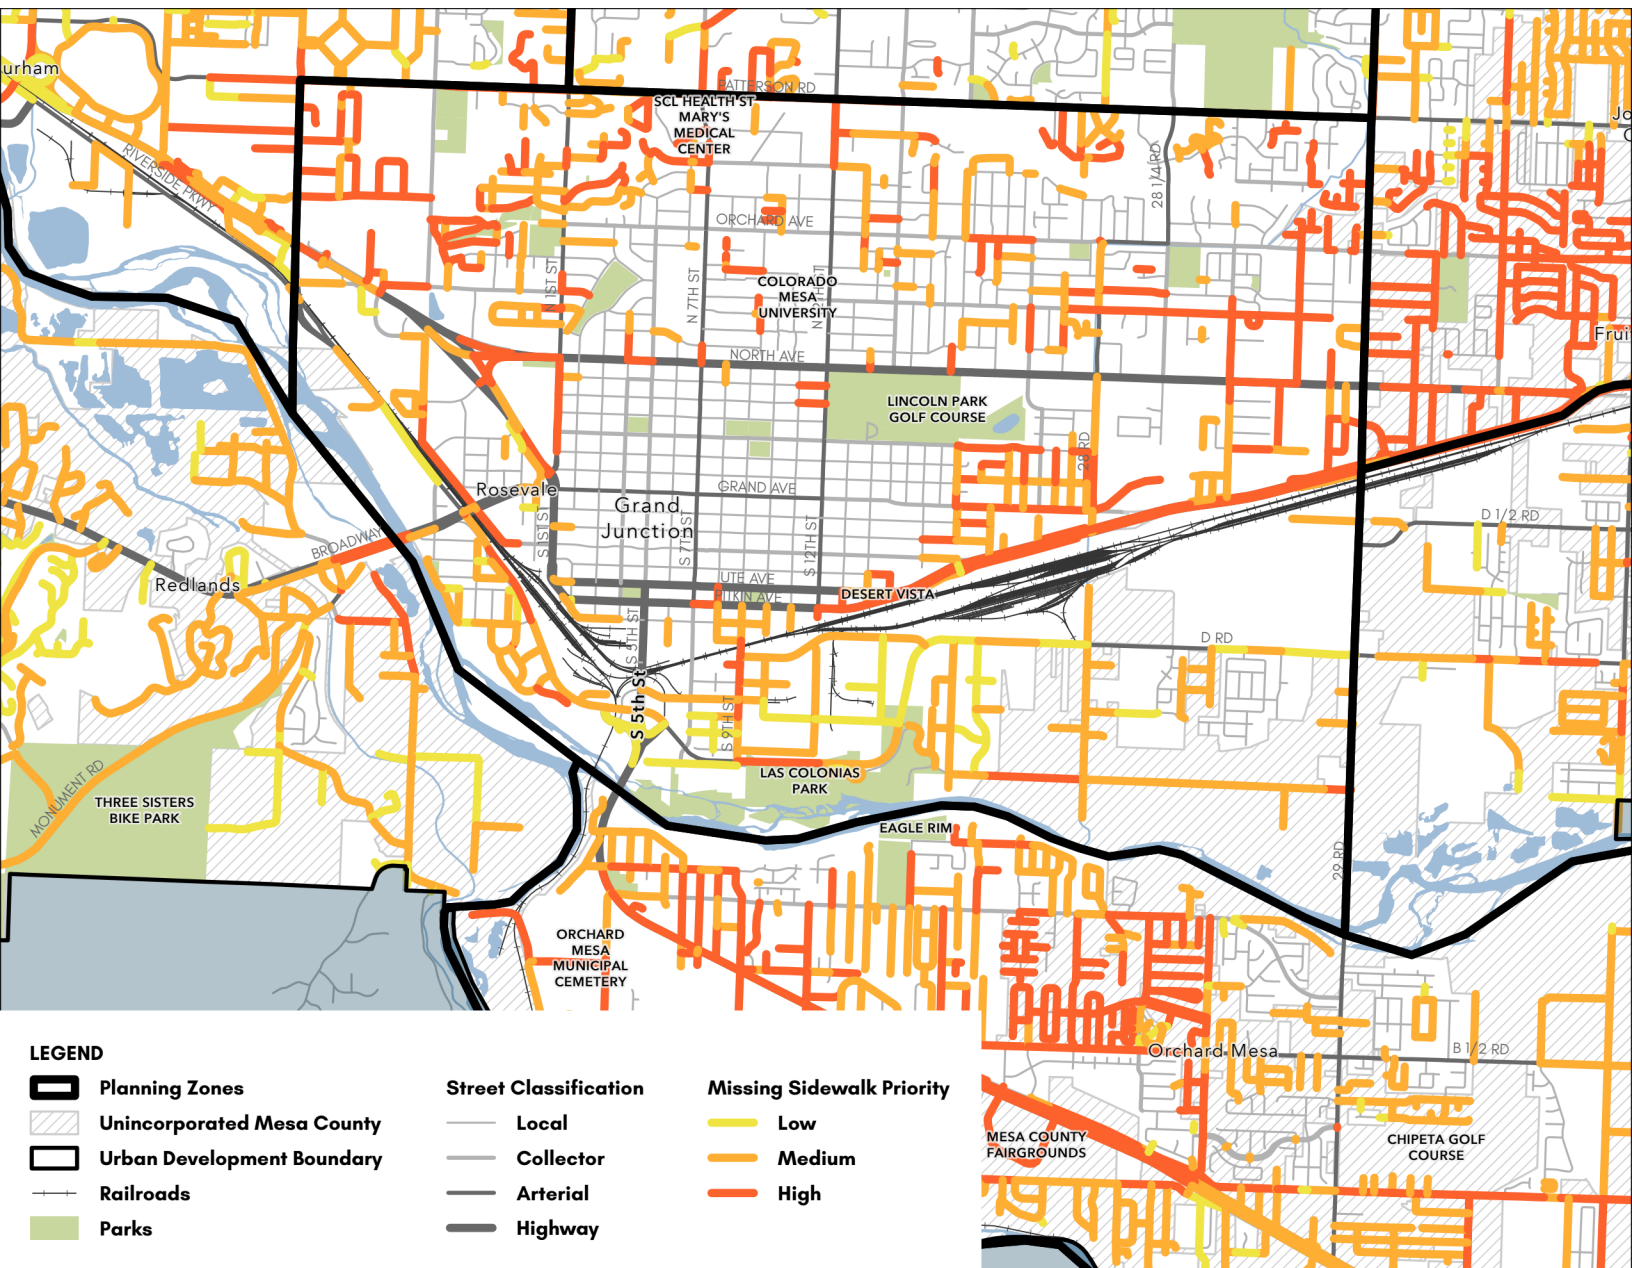 PATTERSON RD
SCL HEALTH ST
MARY'S
MEDICAL
CENTER
urham
Jo
C
RIVERSIDE PKWY
28 1/4 RD
ORCHARD AVE
N 1ST ST
N 7TH ST
COLORADO
MESA
UNIVERSITY
Frui
NORTH AVE
LINCOLN PARK
GOLF COURSE
28 RD
Rosevale
GRAND AVE
Grand
Junction
S 1ST ST
S 7TH ST
S 12TH ST
D 1/2 RD
BROADWAY
Redlands
UTE AVE
PITKIN AVE
DESERT VISTA
S 5TH ST
D RD
S 5th St
S 9TH ST
LAS COLONIAS
PARK
MONUMENT RD
THREE SISTERS
BIKE PARK
EAGLE RIM
29 RD
ORCHARD
MESA
MUNICIPAL
CEMETERY
Orchard Mesa
B 1/2 RD
MESA COUNTY
FAIRGROUNDS
CHIPETA GOLF
COURSE
LEGEND
Planning Zones
Unincorporated Mesa County
Urban Development Boundary
Railroads
Parks
Street Classification
Local
Collector
Arterial
Highway
Missing Sidewalk Priority
Low
Medium
High